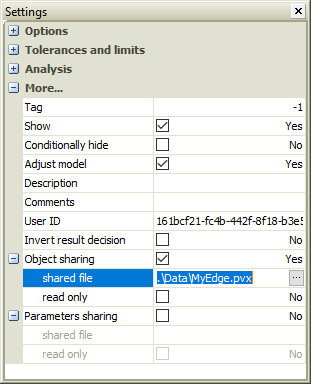 Settings
Options
Tolerances and limits
Analysis
More...
Tag -1
Show Yes
Conditionally hide No
Adjust model Yes
Description
Comments
User ID 161bcf21-fc4b-442f-8f18-b3e5
Invert result decision No
Object sharing Yes
shared file .\Data\MyEdge.pvx ...
read only No
Parameters sharing No
shared file
read only No